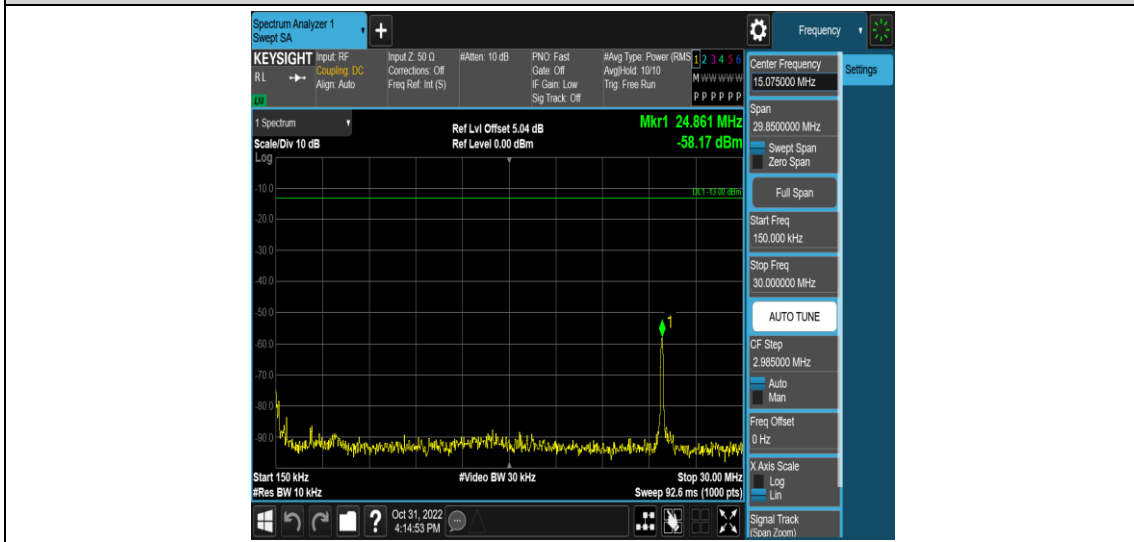 Spectrum Analyzer 1
Swept SA
+
Frequency
KEYSIGHT
RL
LXI
Input: RF
Coupling: DC
Align: Auto
Input Z: 50 Ω
Corrections: Off
Freq Ref: Int (S)
#Atten: 10 dB
PNO: Fast
Gate: Off
IF Gain: Low
Sig Track: Off
#Avg Type: Power (RMS
Avg|Hold: 10/10
Trig: Free Run
1 2 3 4 5 6
M W W W W W
P P P P P P
1 Spectrum
Scale/Div 10 dB
Log
Ref Lvl Offset 5.04 dB
Ref Level 0.00 dBm
Mkr1 24.861 MHz
-58.17 dBm
DL1 -13.00 dBm
-10.0
-20.0
-30.0
-40.0
-50.0
-60.0
-70.0
-80.0
-90.0
1
Start 150 kHz
#Res BW 10 kHz
#Video BW 30 kHz
Stop 30.00 MHz
Sweep 92.6 ms (1000 pts)
?
Oct 31, 2022
4:14:53 PM
Center Frequency
15.075000 MHz
Settings
Span
29.8500000 MHz
Swept Span
Zero Span
Full Span
Start Freq
150.000 kHz
Stop Freq
30.000000 MHz
AUTO TUNE
CF Step
2.985000 MHz
Auto
Man
Freq Offset
0 Hz
X Axis Scale
Log
Lin
Signal Track
(Span Zoom)